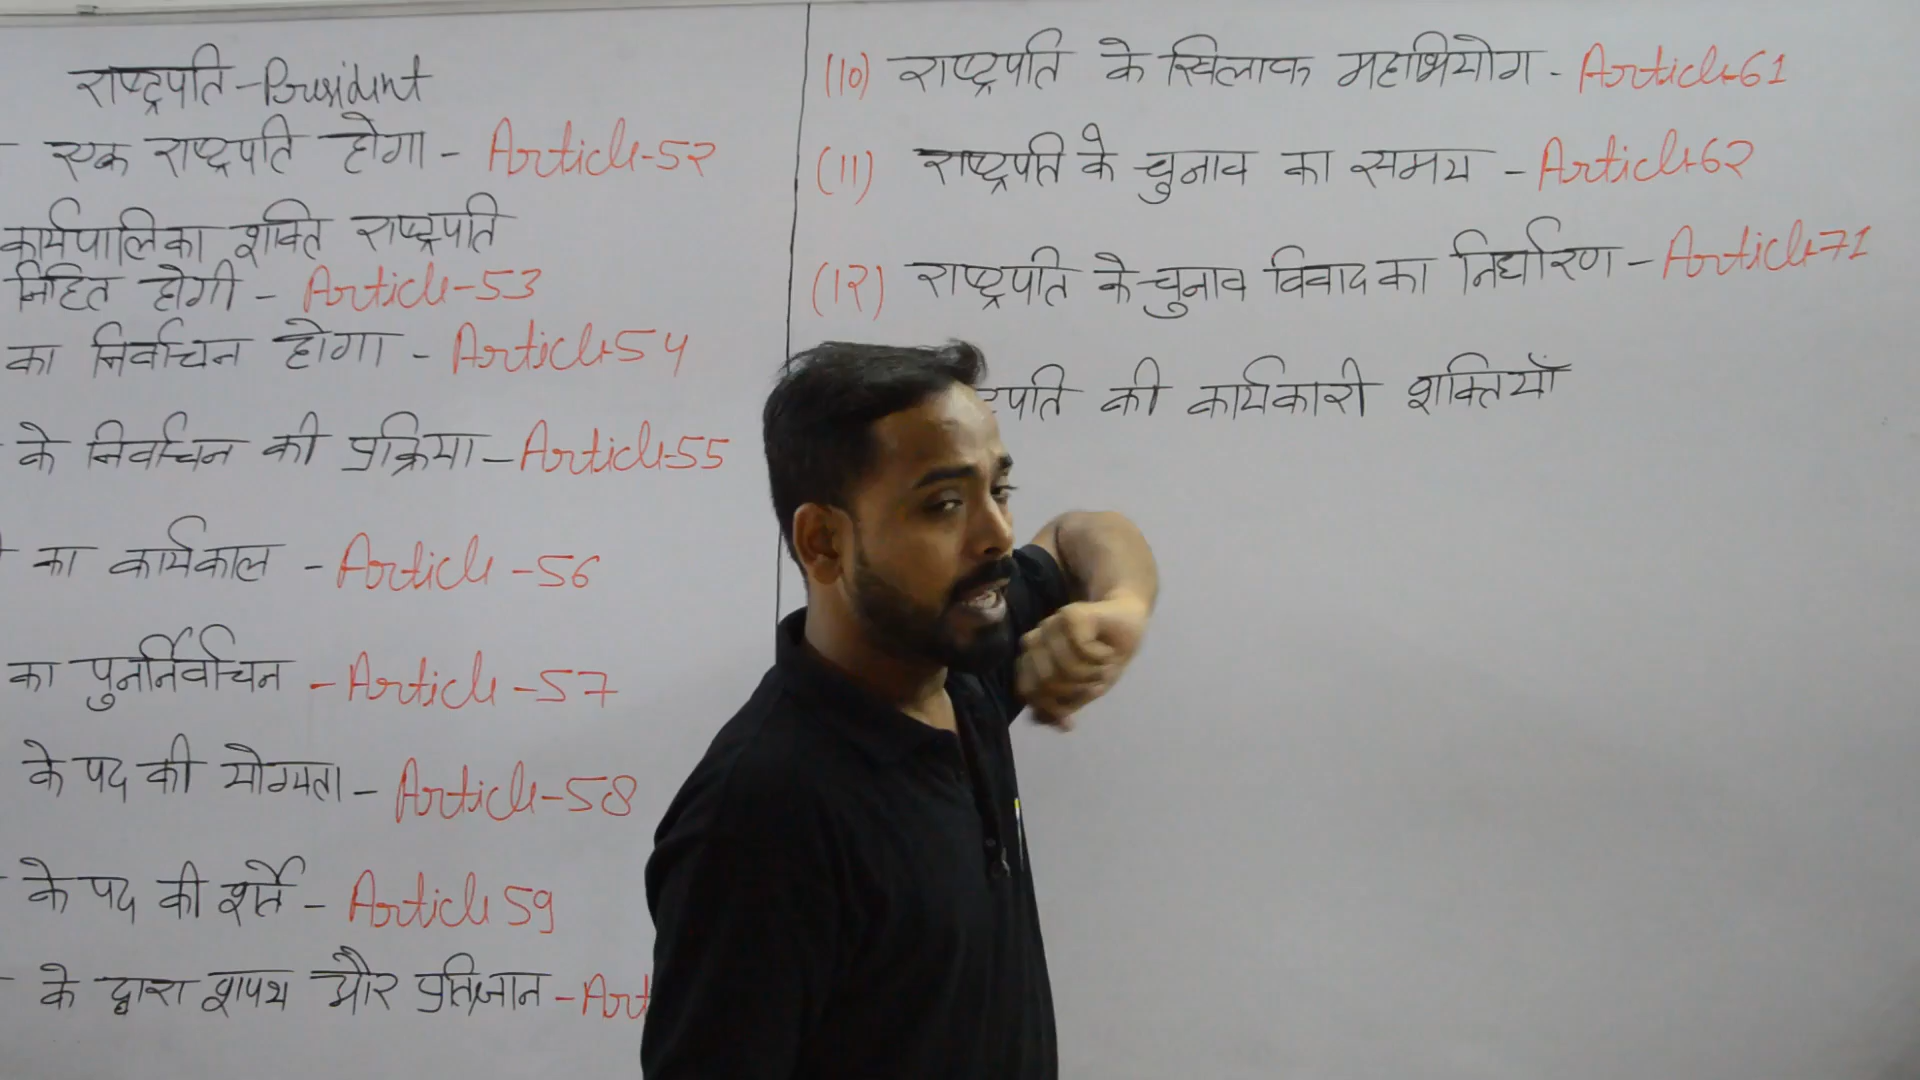 राष्ट्रपति - President
एक राष्ट्रपति होगा - Article-52
कार्यपालिका शक्ति राष्ट्रपति
निहित होगी - Article-53
का निर्वाचन होगा - Article-54
के निर्वाचन की प्रक्रिया - Article-55
का कार्यकाल - Article-56
का पुनर्निर्वाचन - Article-57
के पद की योग्यता - Article-58
के पद की शर्तें - Article 59
के द्वारा शपथ और प्रतिज्ञान - Art
(10) राष्ट्रपति के खिलाफ महाभियोग - Article-61
(11) राष्ट्रपति के चुनाव का समय - Article-62
(12) राष्ट्रपति के चुनाव विवाद का निर्धारण - Article-71
ट्रपति की कार्यकारी शक्तियाँ